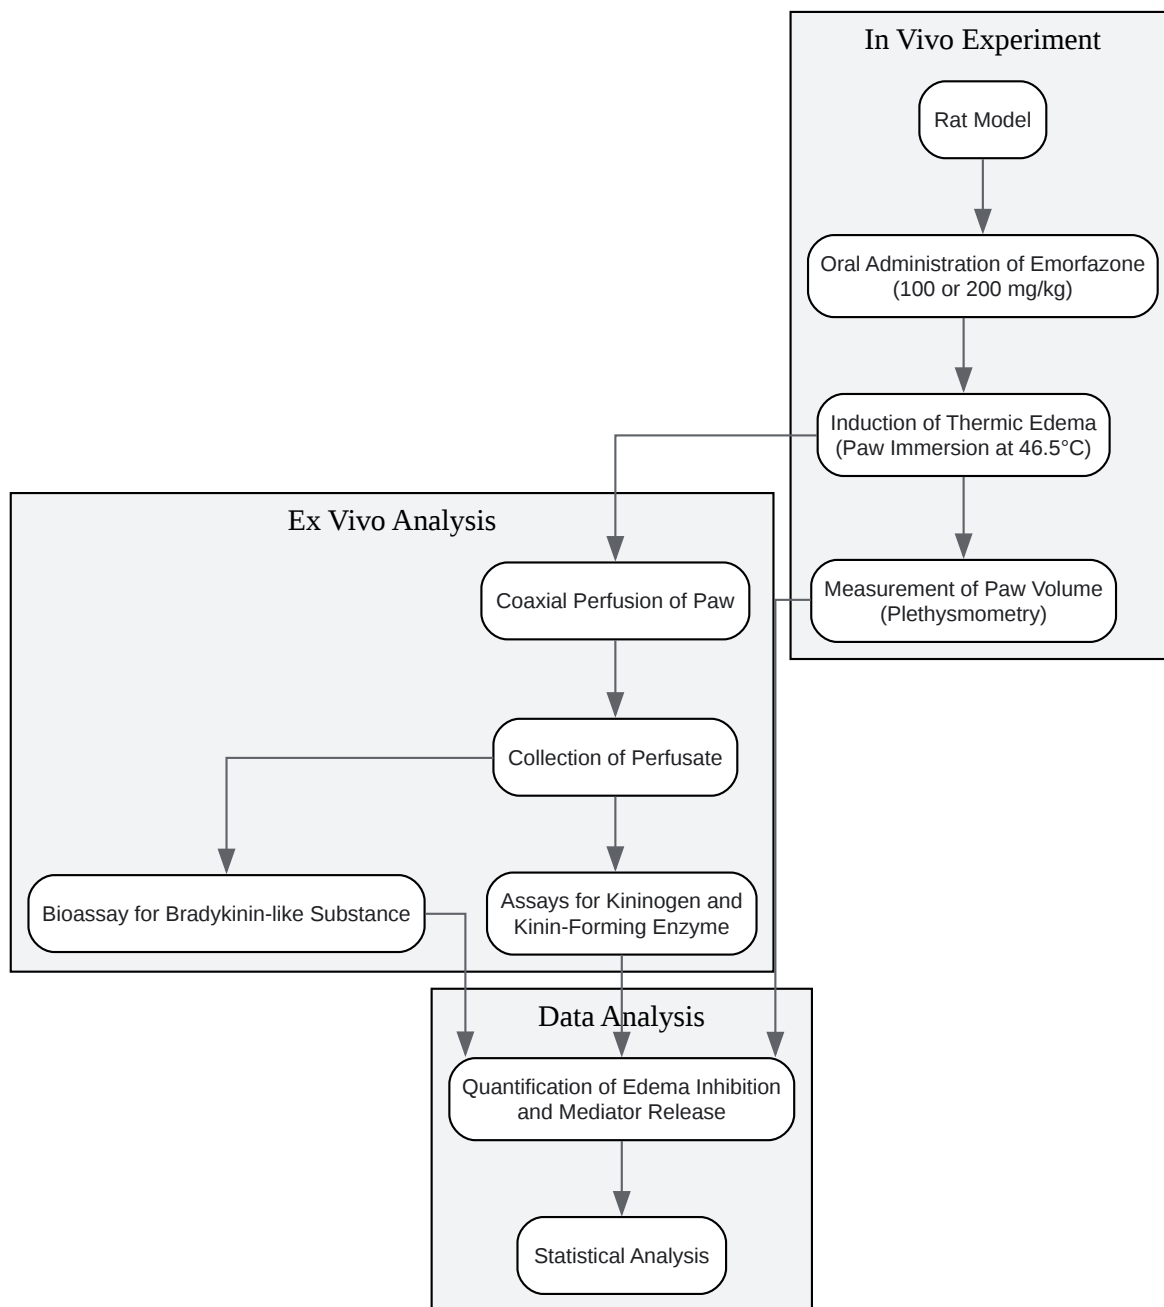 In Vivo Experiment
Rat Model
Oral Administration of Emorfazone
(100 or 200 mg/kg)
Induction of Thermic Edema
(Paw Immersion at 46.5°C)
Measurement of Paw Volume
(Plethysmometry)
Ex Vivo Analysis
Coaxial Perfusion of Paw
Collection of Perfusate
Bioassay for Bradykinin-like Substance
Assays for Kininogen and
Kinin-Forming Enzyme
Data Analysis
Quantification of Edema Inhibition
and Mediator Release
Statistical Analysis